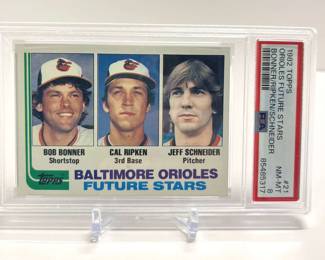 BOB BONNER
Shortstop
CAL RIPKEN
3rd Base
JEFF SCHNEIDER
Pitcher
TOPPS
BALTIMORE ORIOLES
FUTURE STARS
1982 TOPPS
ORIOLES FUTURE STARS
BONNER/RIPKEN/SCHNEIDER
#21
NM-MT
8
PSA
85485317